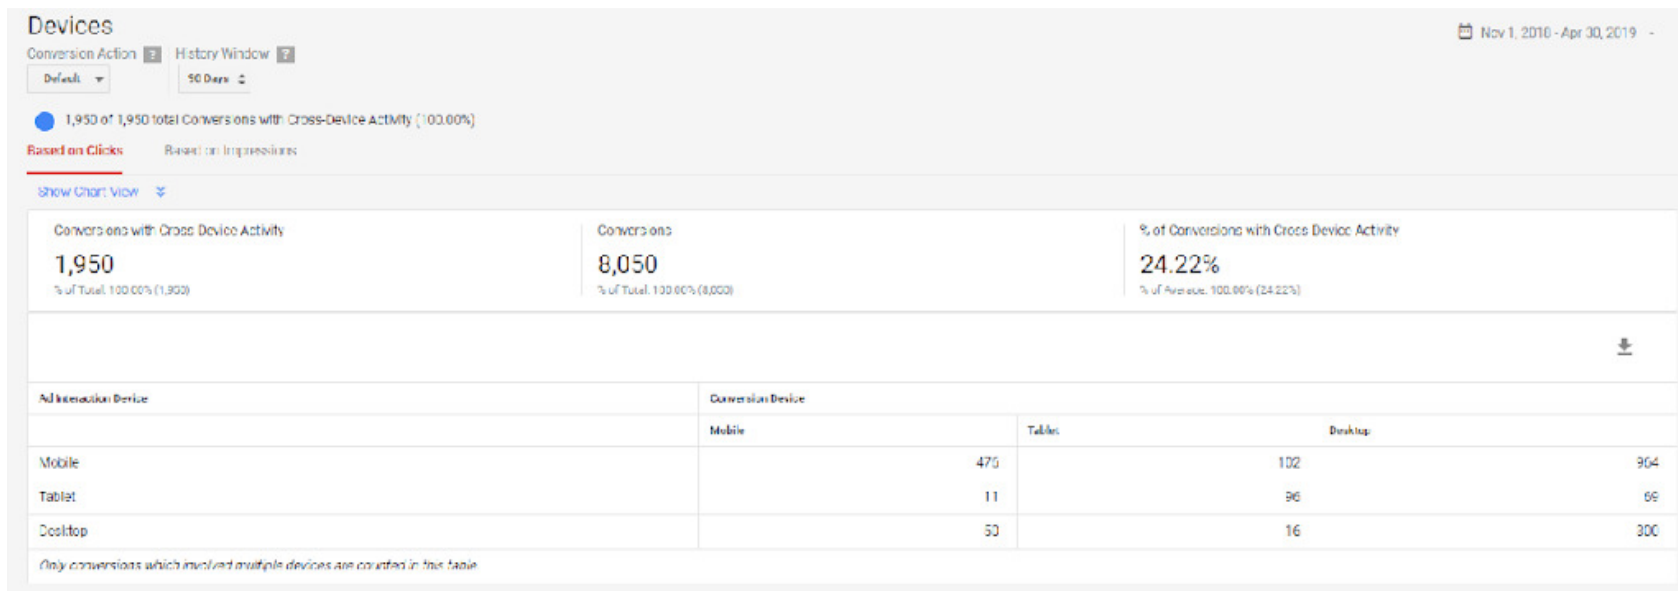 Devices
Nov 1, 2018 - Apr 30, 2019
Conversion Action ? History Window ?
Default 90 Days
1,950 of 1,950 total Conversions with Cross-Device Activity (100.00%)
Based on Clicks Based on Impressions
Show Chart View
Conversions with Cross Device Activity Conversions % of Conversions with Cross Device Activity
1,950 8,050 24.22%
% of Total: 100.00% (1,950) % of Total: 100.00% (8,050) % of Average: 100.00% (24.22%)
Ad Interaction Device Conversion Device
Mobile Tablet Desktop
Mobile 102
Tablet 11 96 69
Desktop 50 16 300
Only conversions which involved multiple devices are counted in this table